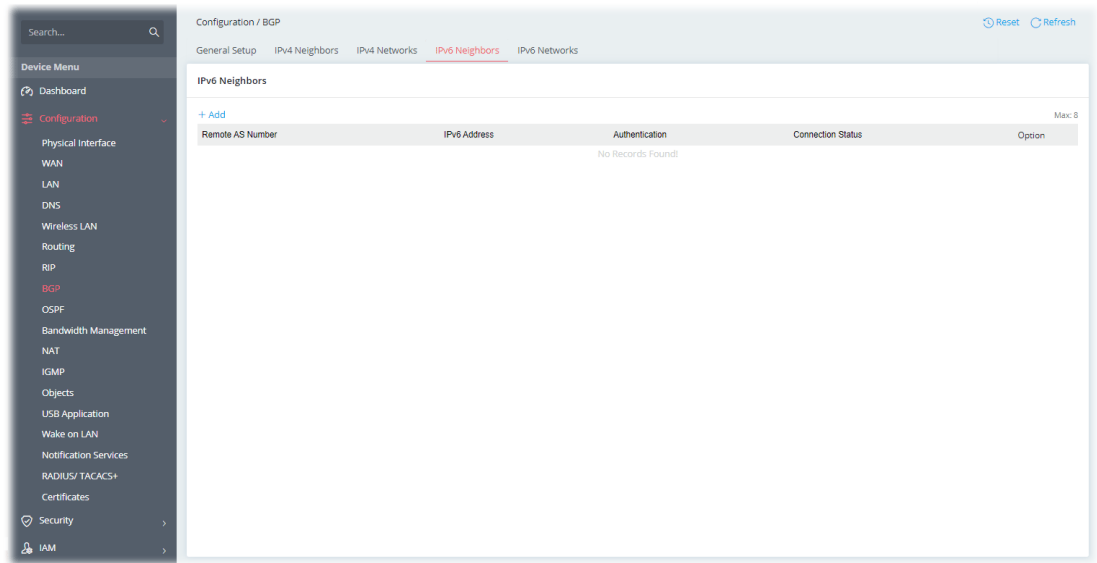 Search...
Device Menu
Dashboard
Configuration
Physical Interface
WAN
LAN
DNS
Wireless LAN
Routing
RIP
BGP
OSPF
Bandwidth Management
NAT
IGMP
Objects
USB Application
Wake on LAN
Notification Services
RADIUS/ TACACS+
Certificates
Security
IAM
Configuration / BGP
Reset Refresh
General Setup IPv4 Neighbors IPv4 Networks IPv6 Neighbors IPv6 Networks
IPv6 Neighbors
+ Add Max: 8
Remote AS Number IPv6 Address Authentication Connection Status Option
No Records Found!